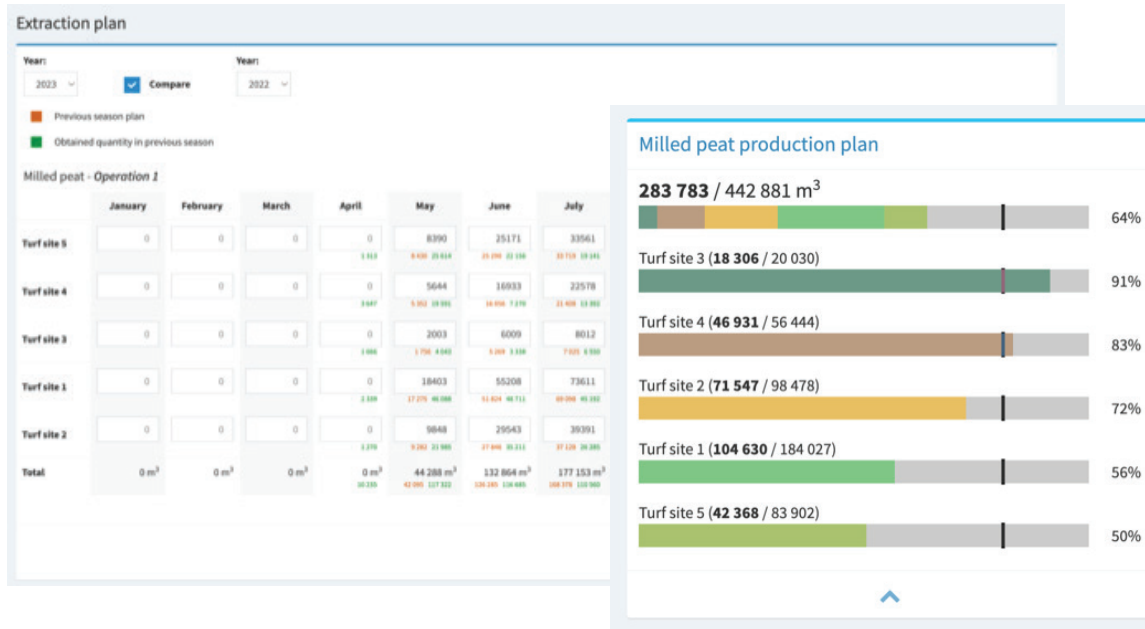 Extraction plan
Year: Year:
2023 Compare 2022
Previous season plan
Obtained quantity in previous season
Milled peat - Operation 1
January February March April May June July
Turf site 5 0 0 0 0 8390 25171 33561
Turf site 4 0 0 0 0 5644 16933 22578
Turf site 3 0 0 0 0 2003 6009 8012
Turf site 1 0 0 0 0 18403 55208 73611
Turf site 2 0 0 0 0 9848 29543 39391
Total 0 m³ 0 m³ 0 m³ 0 m³ 44 288 m³ 132 864 m³ 177 153 m³
Milled peat production plan
283 783 / 442 881 m³
64%
Turf site 3 (18 306 / 20 030)
91%
Turf site 4 (46 931 / 56 444)
83%
Turf site 2 (71 547 / 98 478)
72%
Turf site 1 (104 630 / 184 027)
56%
Turf site 5 (42 368 / 83 902)
50%